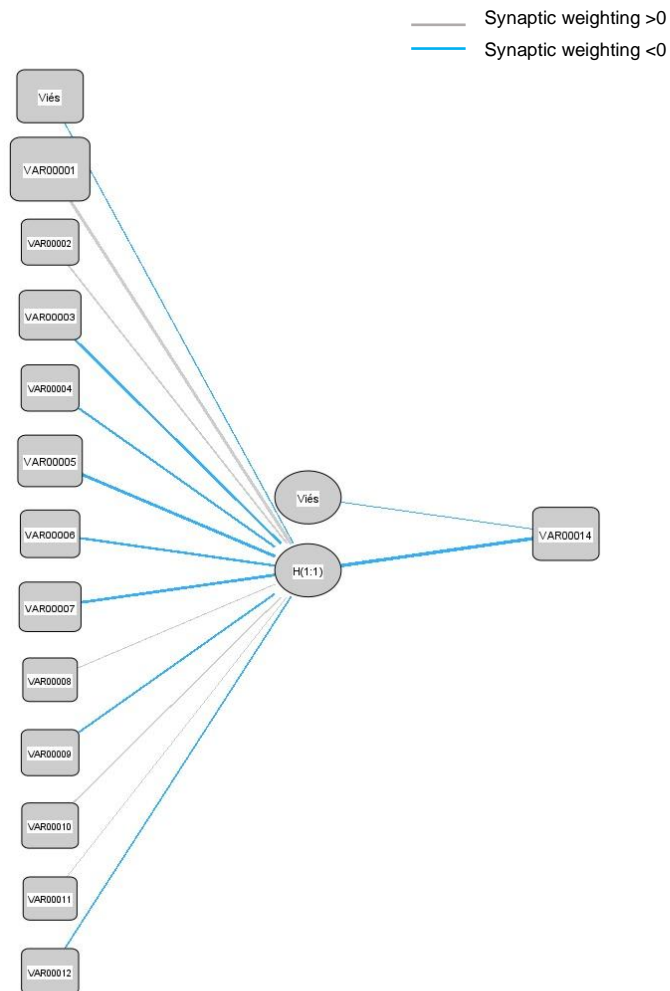 Synaptic weighting >0
Synaptic weighting <0
Viés
VAR00001
VAR00002
VAR00003
VAR00004
VAR00005
Viés
VAR00006
VAR00014
H(1:1)
VAR00007
VAR00008
VAR00009
VAR00010
VAR00011
VAR00012